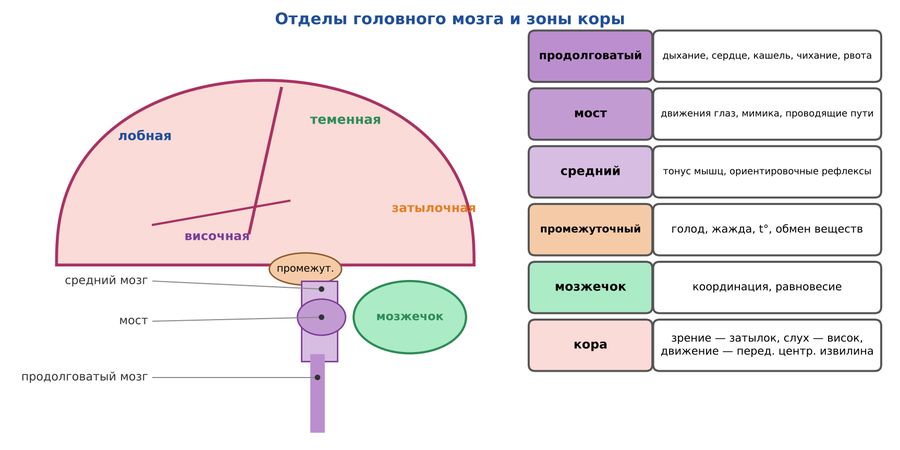 Отделы головного мозга и зоны коры
лобная
теменная
затылочная
височная
промежут.
средний мозг
мост
мозжечок
продолговатый мозг
продолговатый
дыхание, сердце, кашель, чихание, рвота
мост
движения глаз, мимика, проводящие пути
средний
тонус мышц, ориентировочные рефлексы
промежуточный
голод, жажда, t°, обмен веществ
мозжечок
координация, равновесие
кора
зрение — затылок, слух — висок,
движение — перед. центр. извилина